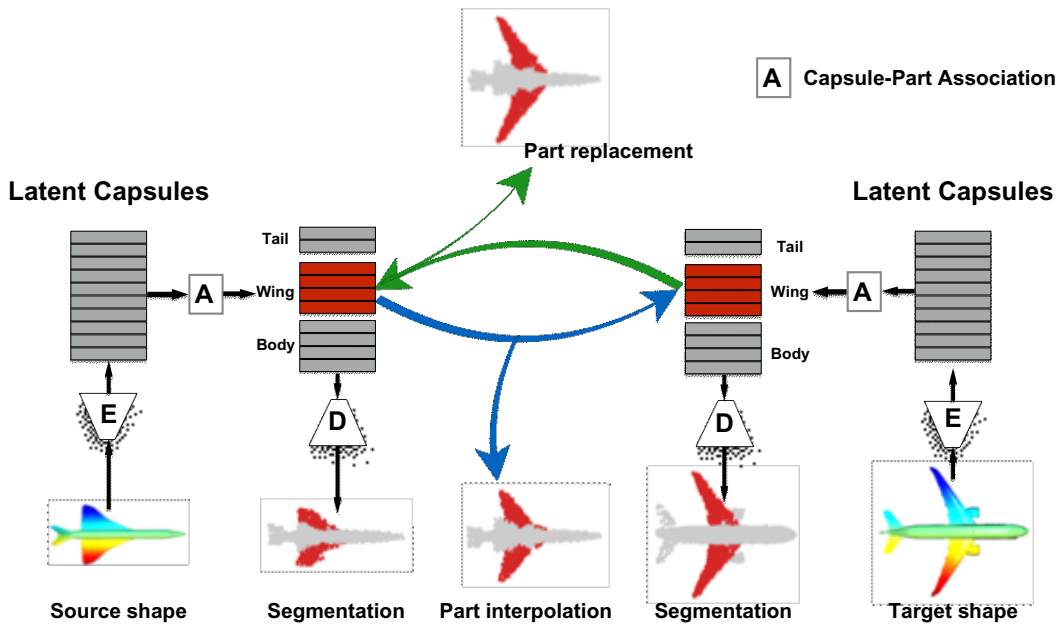 A Capsule-Part Association
Part replacement
Latent Capsules
Latent Capsules
Tail
Tail
A
Wing
Wing
A
Body
Body
E
D
D
E
Source shape
Segmentation
Part interpolation
Segmentation
Target shape